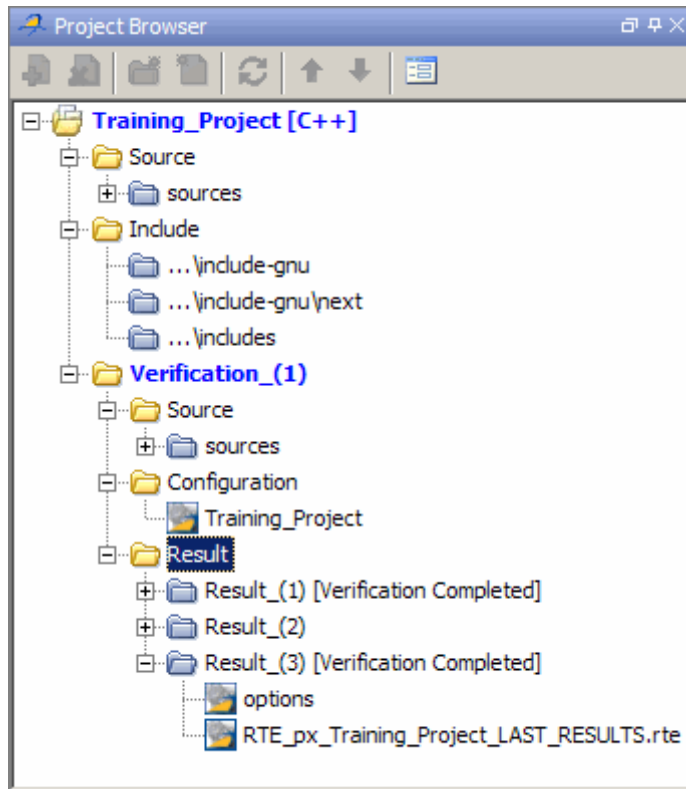 Project Browser
Training_Project [C++]
Source
sources
Include
...\include-gnu
...\include-gnu\next
...\includes
Verification_(1)
Source
sources
Configuration
Training_Project
Result
Result_(1) [Verification Completed]
Result_(2)
Result_(3) [Verification Completed]
options
RTE_px_Training_Project_LAST_RESULTS.rte